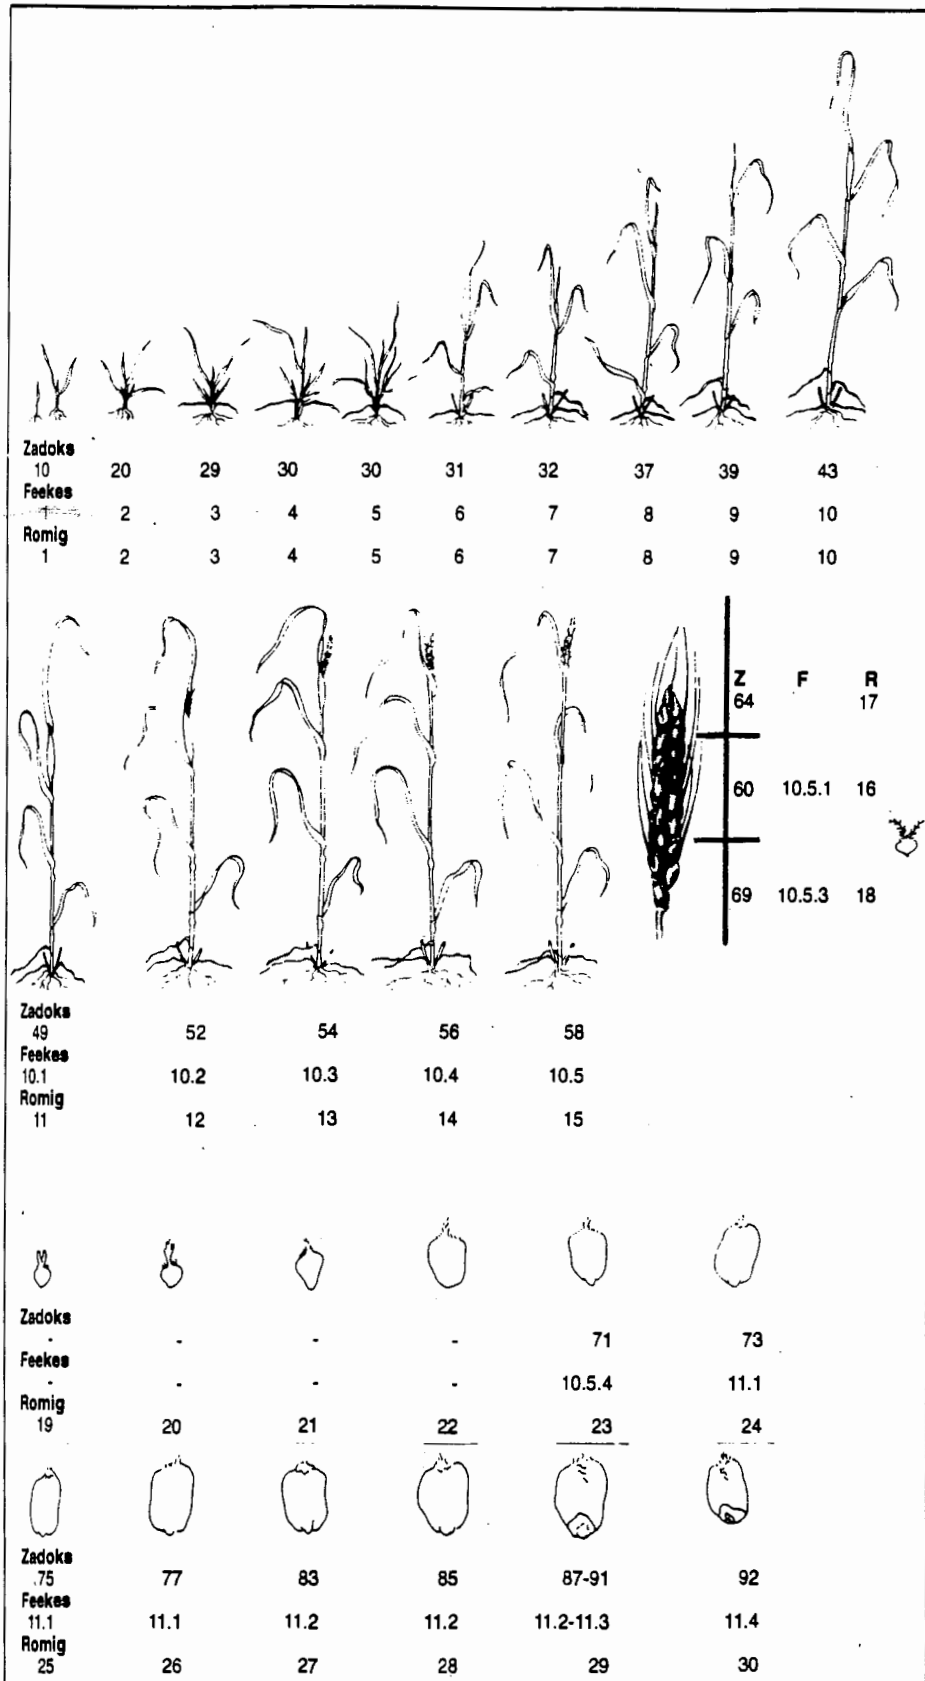 Zadoks
10 20 29 30 30 31 32 37 39 43
Feekes
1 2 3 4 5 6 7 8 9 10
Romig
1 2 3 4 5 6 7 8 9 10
Z F R
64 17
60 10.5.1 16
69 10.5.3 18
Zadoks
49 52 54 56 58
Feekes
10.1 10.2 10.3 10.4 10.5
Romig
11 12 13 14 15
Zadoks
- - - - 71 73
Feekes
- - - - 10.5.4 11.1
Romig
19 20 21 22 23 24
Zadoks
75 77 83 85 87-91 92
Feekes
11.1 11.1 11.2 11.2 11.2-11.3 11.4
Romig
25 26 27 28 29 30